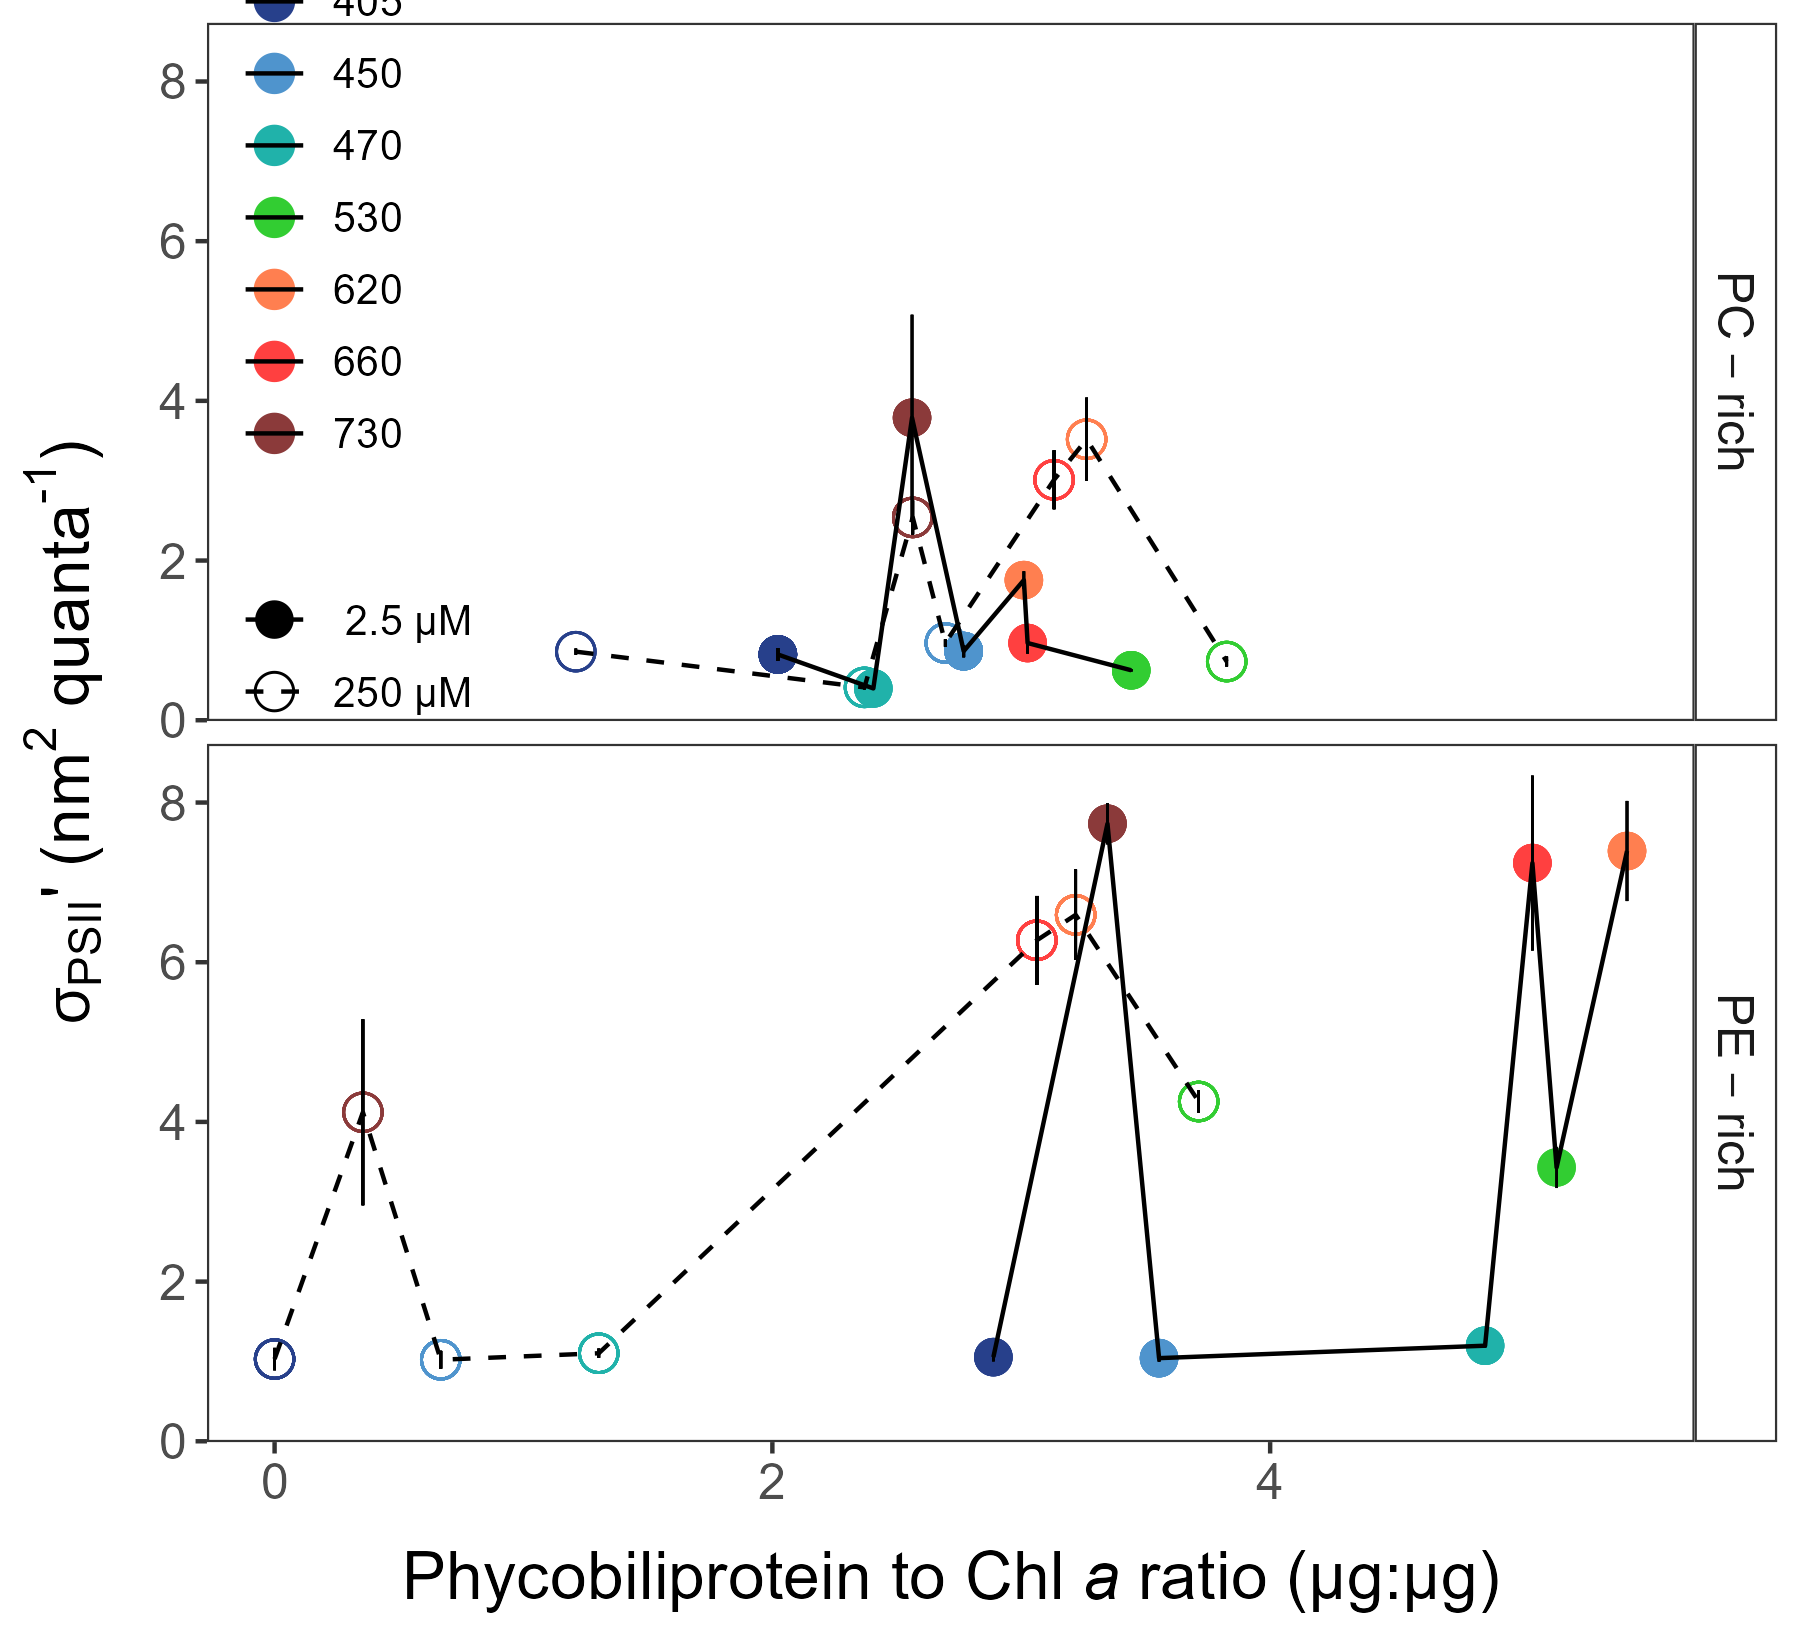 405
450
470
530
620
660
730
2.5 µM
250 µM
8
6
4
2
0
PC – rich
8
6
4
2
0
PE – rich
0 2 4
σPSII' (nm² quanta⁻¹)
Phycobiliprotein to Chl a ratio (µg:µg)